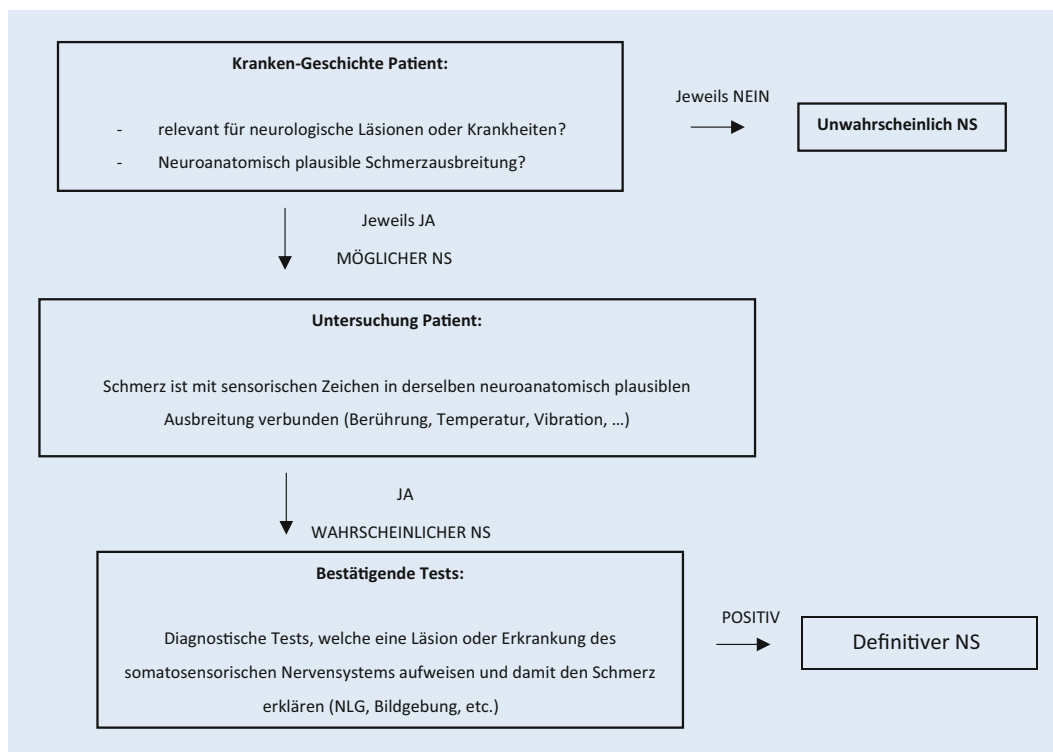 Kranken-Geschichte Patient:
- relevant für neurologische Läsionen oder Krankheiten?
- Neuroanatomisch plausible Schmerzausbreitung?
Jeweils NEIN
Unwahrscheinlich NS
Jeweils JA
MÖGLICHER NS
Untersuchung Patient:
Schmerz ist mit sensorischen Zeichen in derselben neuroanatomisch plausiblen
Ausbreitung verbunden (Berührung, Temperatur, Vibration, …)
JA
WAHRSCHEINLICHER NS
Bestätigende Tests:
Diagnostische Tests, welche eine Läsion oder Erkrankung des
somatosensorischen Nervensystems aufweisen und damit den Schmerz
erklären (NLG, Bildgebung, etc.)
POSITIV
Definitiver NS